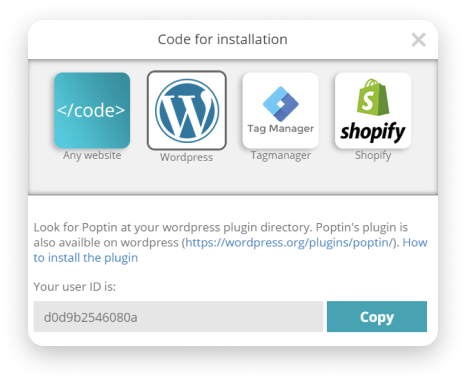 Code for installation
×
</code>
Any website
W
Wordpress
Tag Manager
Tagmanager
S
shopify
Shopify
Look for Poptin at your wordpress plugin directory. Poptin's plugin is
also availble on wordpress (https://wordpress.org/plugins/poptin/). How
to install the plugin
Your user ID is:
d0d9b2546080a
Copy